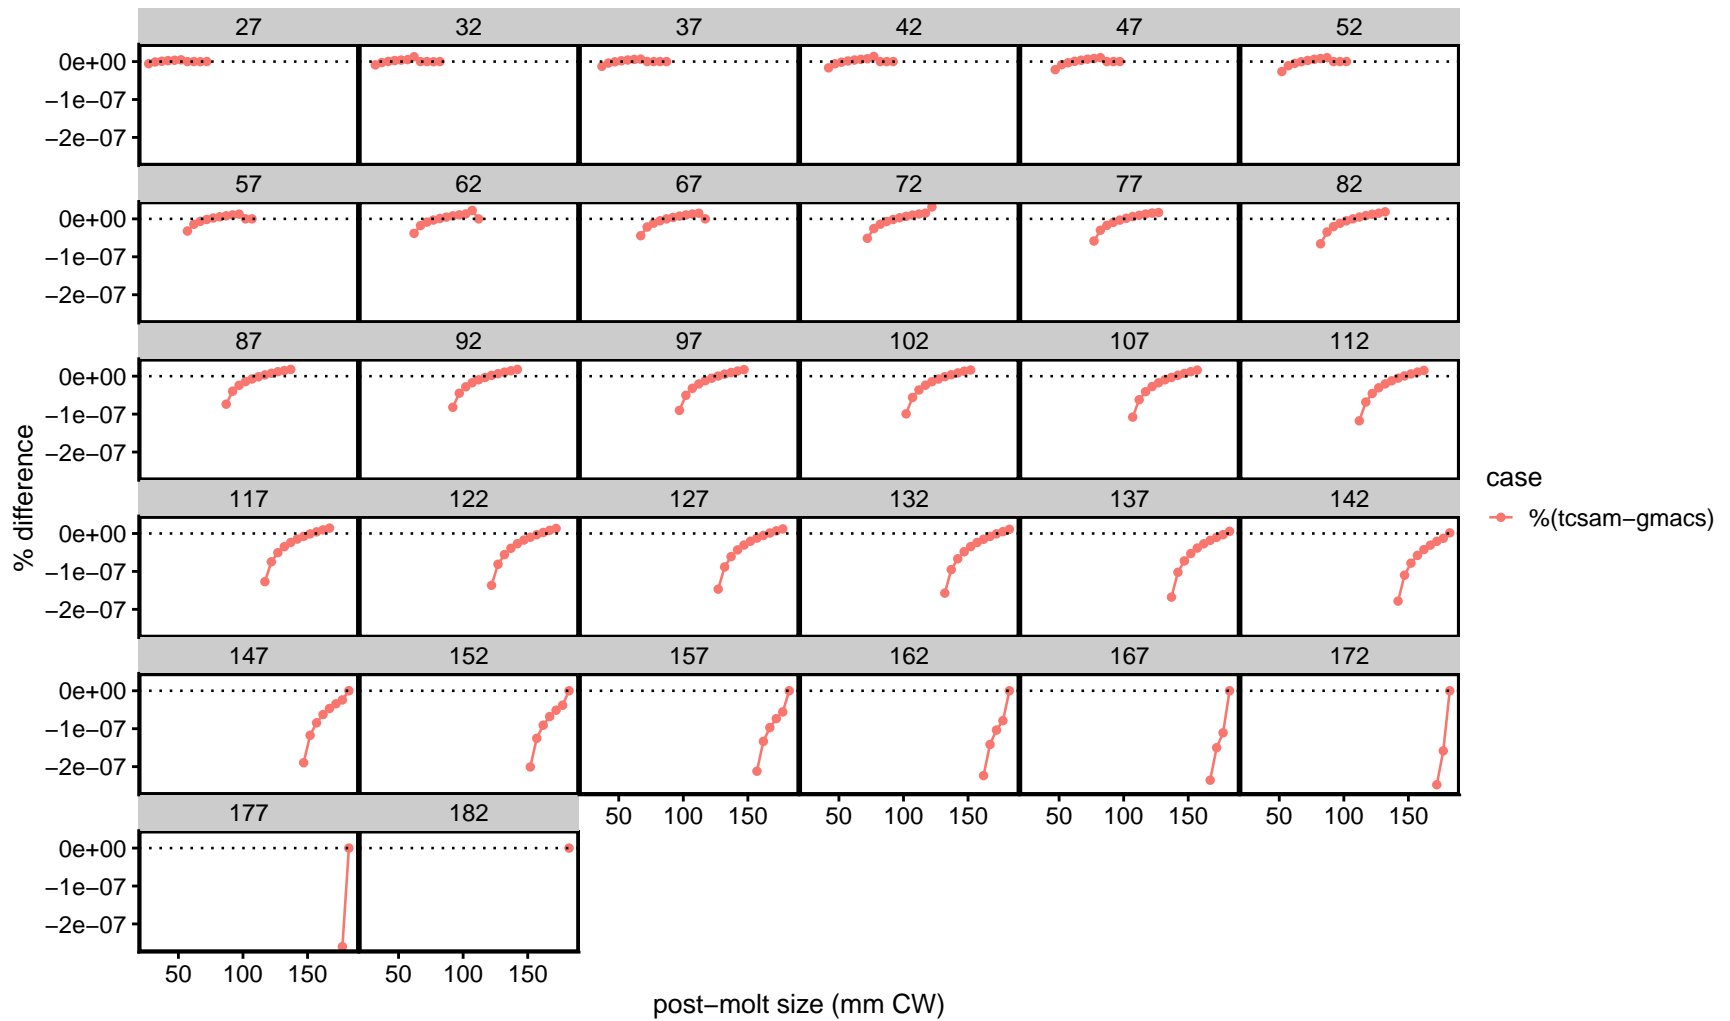 27 32 37 42 47 52
0e+00
−1e−07
−2e−07
57 62 67 72 77 82
0e+00
−1e−07
−2e−07
87 92 97 102 107 112
0e+00
−1e−07
−2e−07
117 122 127 132 137 142
0e+00
−1e−07
−2e−07
147 152 157 162 167 172
0e+00
−1e−07
−2e−07
50 100 150 50 100 150 50 100 150 50 100 150
177 182
0e+00
−1e−07
−2e−07
50 100 150 50 100 150
post−molt size (mm CW)
% difference
case
%(tcsam−gmacs)